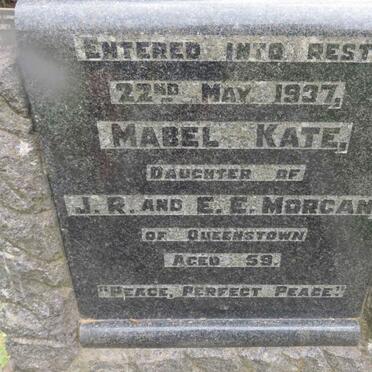 ENTERED INTO REST
22ND MAY 1937,
MABEL KATE,
DAUGHTER OF
J. R. AND E. E. MORGAN
OF QUEENSTOWN
AGED 59.
"PEACE, PERFECT PEACE."